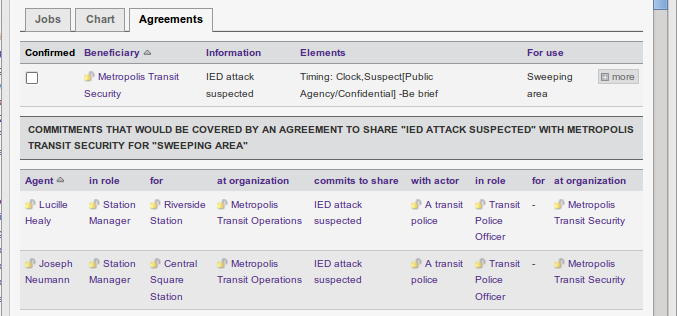 Jobs Chart Agreements
Confirmed Beneficiary Information Elements For use
Metropolis Transit IED attack Timing: Clock,Suspect[Public Sweeping more
Security suspected Agency/Confidential] -Be brief area
COMMITMENTS THAT WOULD BE COVERED BY AN AGREEMENT TO SHARE "IED ATTACK SUSPECTED" WITH METROPOLIS
TRANSIT SECURITY FOR "SWEEPING AREA"
Agent in role for at organization commits to share with actor in role for at organization
Lucille Station Riverside Metropolis IED attack A transit Transit - Metropolis
Healy Manager Station Transit Operations suspected police Police Transit Security
Officer
Joseph Station Central Metropolis IED attack A transit Transit - Metropolis
Neumann Manager Square Transit Operations suspected police Police Transit Security
Station Officer